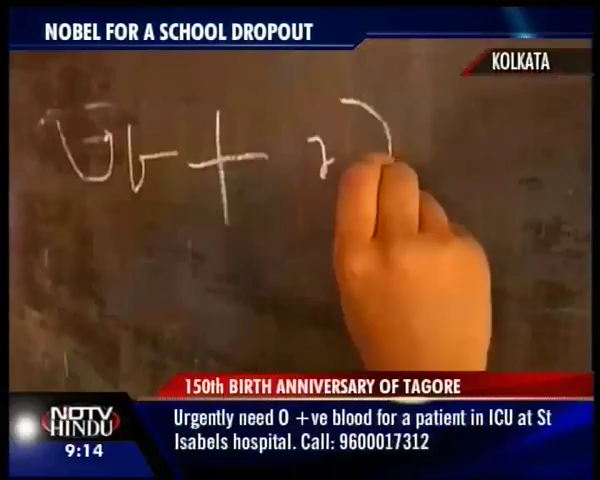 NOBEL FOR A SCHOOL DROPOUT
KOLKATA
+
150th BIRTH ANNIVERSARY OF TAGORE
NDTV
HINDU
9:14
Urgently need O +ve blood for a patient in ICU at St
Isabels hospital. Call: 9600017312